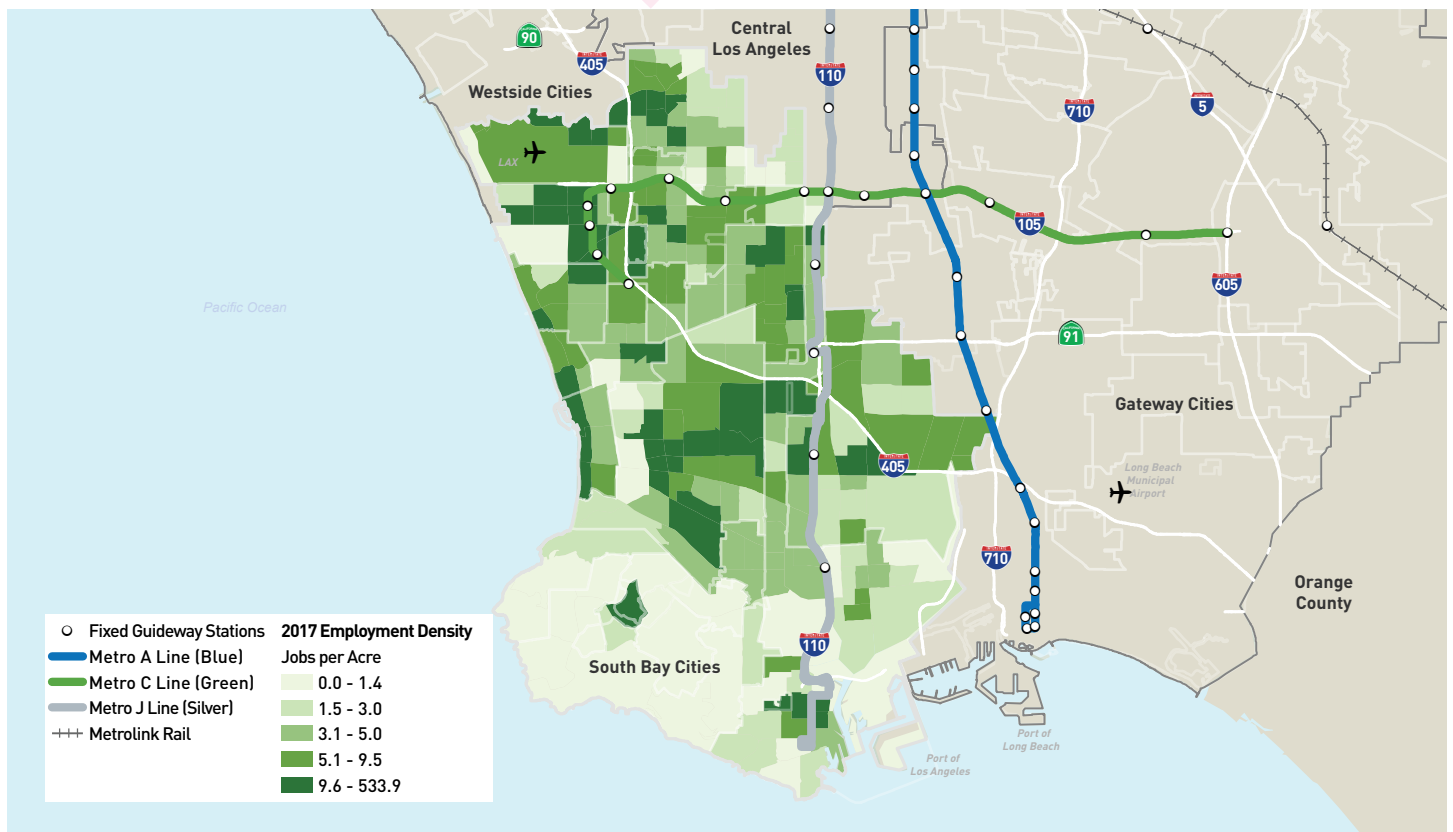 Central
Los Angeles
90
405
110
Westside Cities
710
5
LAX
105
605
Pacific Ocean
91
Gateway Cities
405
Long Beach
Municipal
Airport
710
Orange
County
110
South Bay Cities
Port of
Long Beach
Port of
Los Angeles
Fixed Guideway Stations
Metro A Line (Blue)
Metro C Line (Green)
Metro J Line (Silver)
Metrolink Rail
2017 Employment Density
Jobs per Acre
0.0 - 1.4
1.5 - 3.0
3.1 - 5.0
5.1 - 9.5
9.6 - 533.9